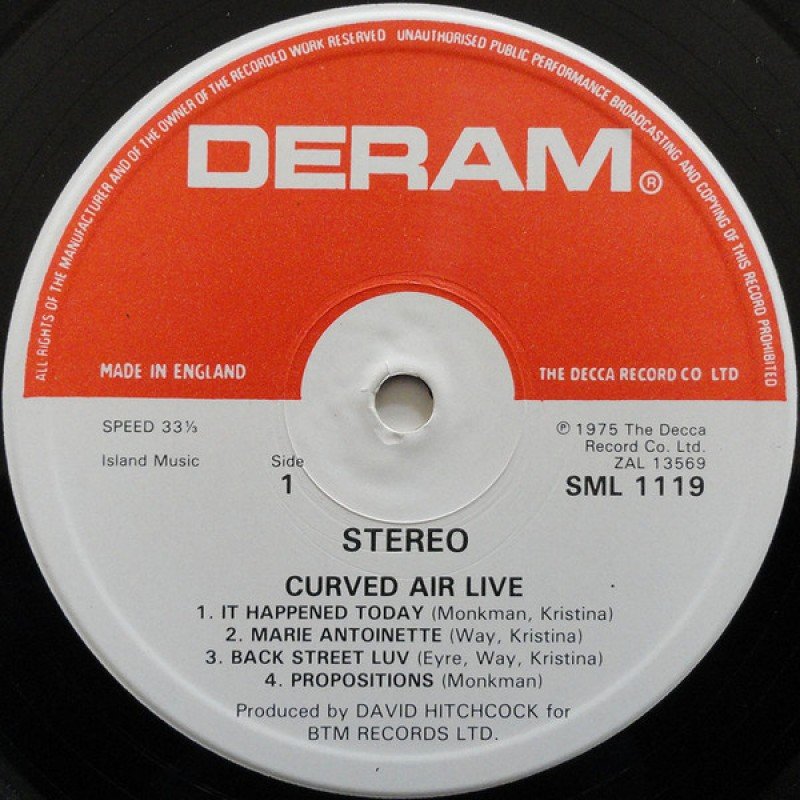 ALL RIGHTS OF THE MANUFACTURER AND OF THE OWNER OF THE RECORDED WORK RESERVED UNAUTHORISED PUBLIC PERFORMANCE BROADCASTING AND COPYING OF THIS RECORD PROHIBITED
DERAM®
MADE IN ENGLAND
THE DECCA RECORD CO LTD
SPEED 33⅓
℗ 1975 The Decca
Record Co. Ltd.
Island Music
Side
ZAL 13569
1
SML 1119
STEREO
CURVED AIR LIVE
1. IT HAPPENED TODAY (Monkman, Kristina)
2. MARIE ANTOINETTE (Way, Kristina)
3. BACK STREET LUV (Eyre, Way, Kristina)
4. PROPOSITIONS (Monkman)
Produced by DAVID HITCHCOCK for
BTM RECORDS LTD.